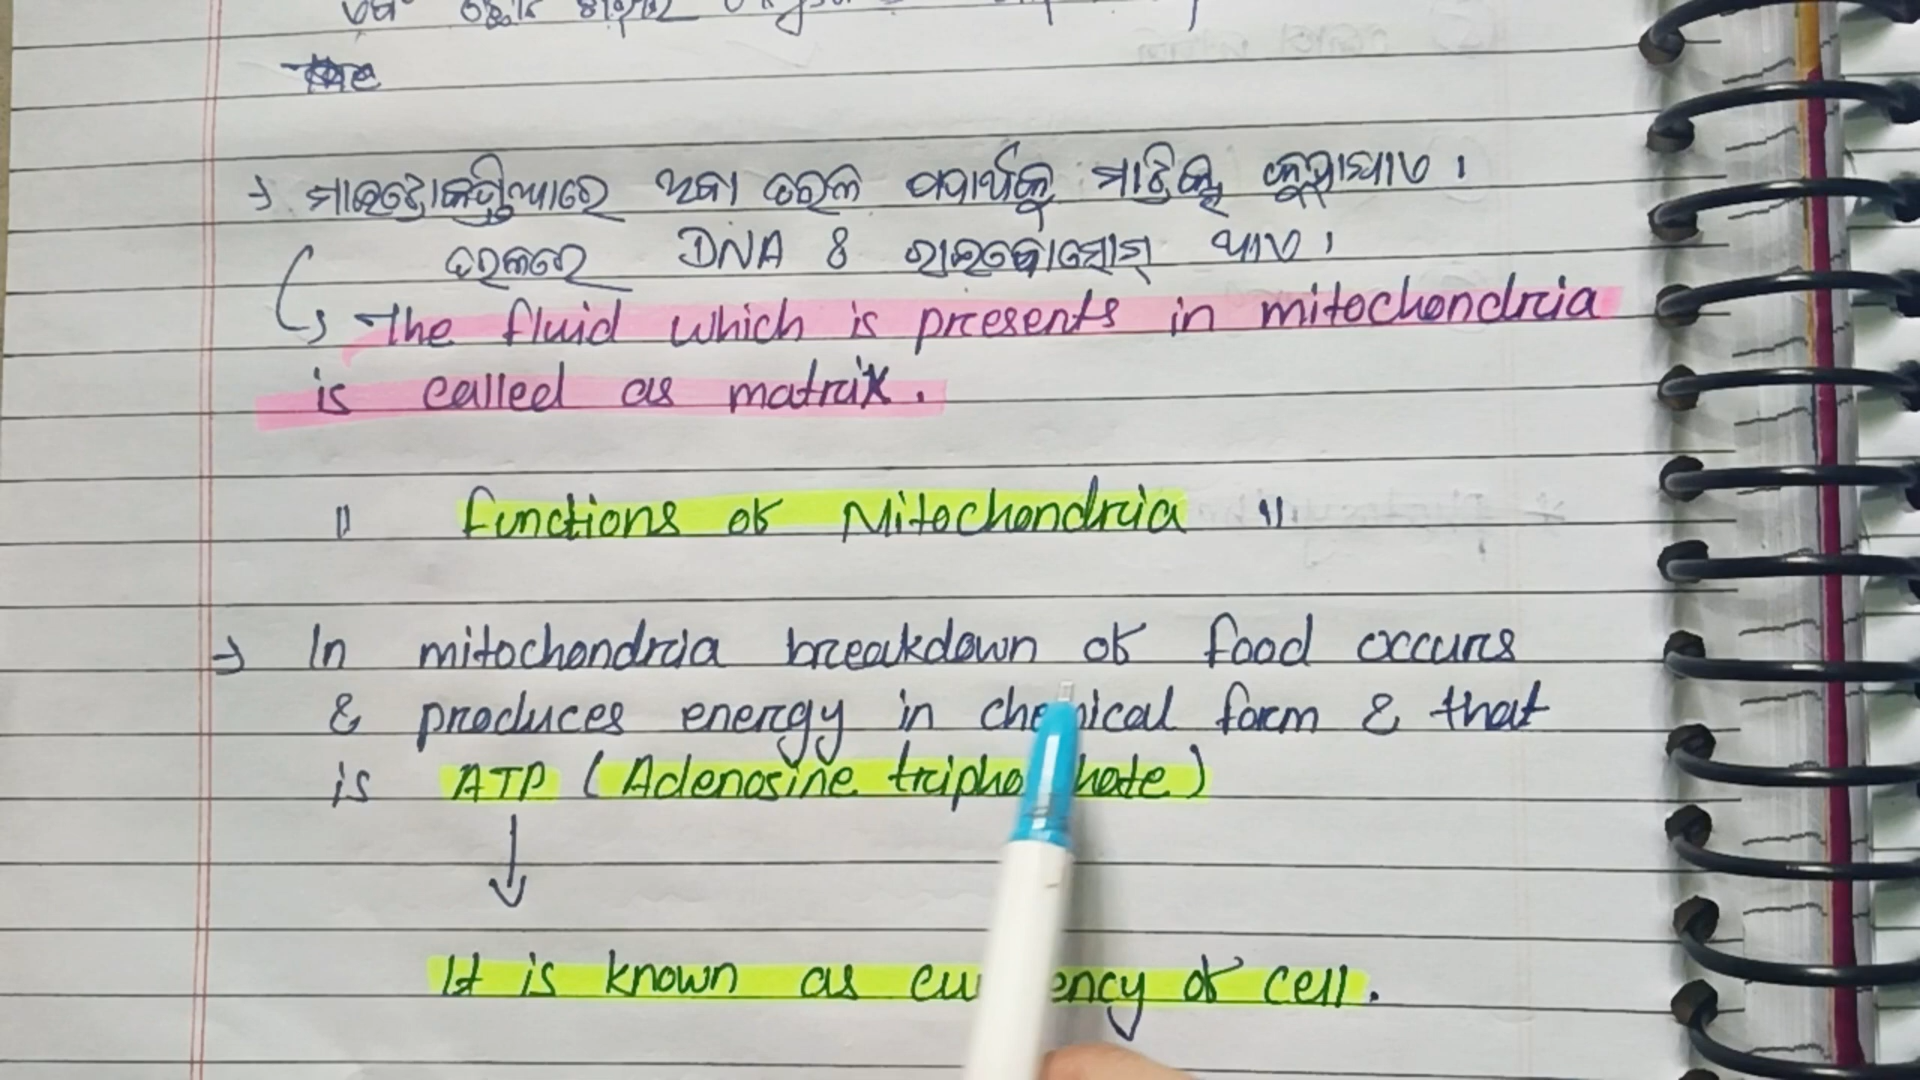 → ମାଇଟ୍ରୋକଣ୍ଡ୍ରିଆରେ ଥିବା ତରଳ ପଦାର୍ଥକୁ ମାଟ୍ରିକ୍ସ କୁହାଯାଏ ।
ତରଳରେ DNA & ରାଇବୋଜୋମ୍ ଥାଏ ।
↳ The fluid which is presents in mitochondria
is called as matrix.
" Functions of Mitochondria "
→ In mitochondria breakdown of food occurs
& produces energy in chemical form & that
is ATP (Adenosine triphosphate)
↓
It is known as currency of cell.